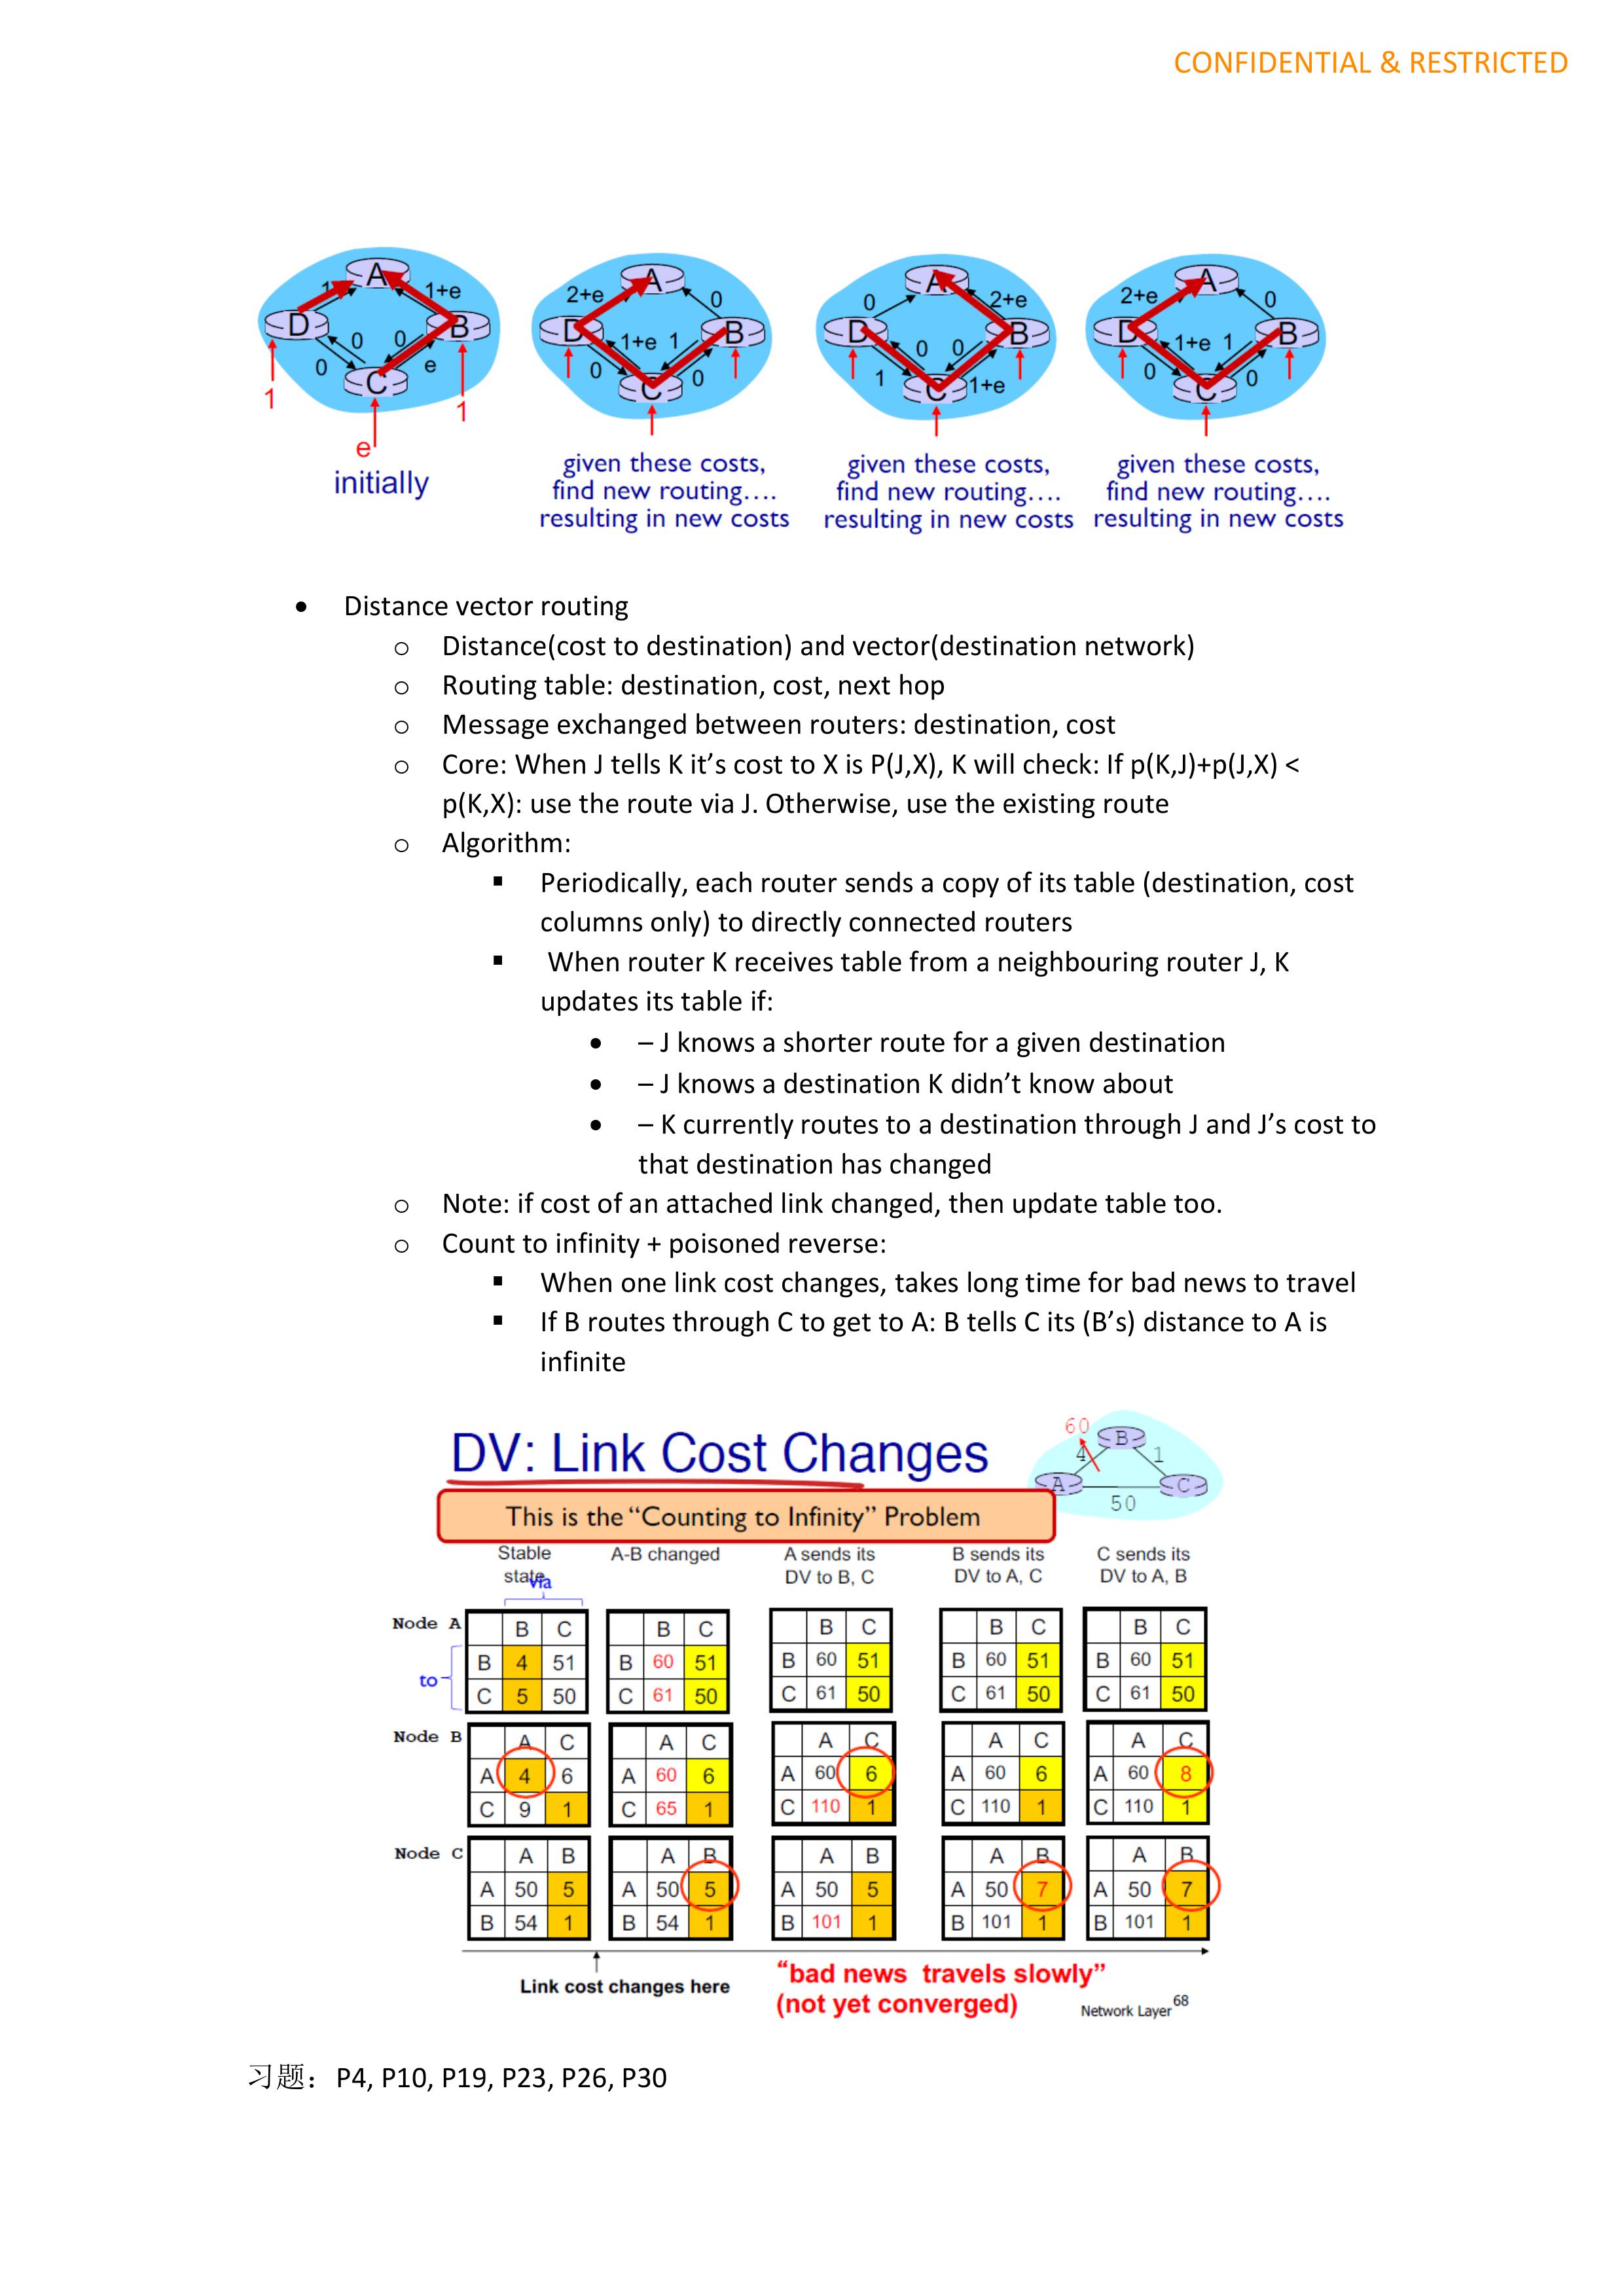 CONFIDENTIAL & RESTRICTED
A
1
1+e
D
B
0
0
0
e
C
1
1
e
initially
A
2+e
0
D
B
1+e 1
0
0
C
given these costs,
find new routing....
resulting in new costs
A
0
2+e
D
B
0
0
1
1+e
C
given these costs,
find new routing....
resulting in new costs
A
2+e
0
D
B
1+e 1
0
0
C
given these costs,
find new routing....
resulting in new costs
• Distance vector routing
o Distance(cost to destination) and vector(destination network)
o Routing table: destination, cost, next hop
o Message exchanged between routers: destination, cost
o Core: When J tells K it’s cost to X is P(J,X), K will check: If p(K,J)+p(J,X) <
p(K,X): use the route via J. Otherwise, use the existing route
o Algorithm:
▪ Periodically, each router sends a copy of its table (destination, cost
columns only) to directly connected routers
▪ When router K receives table from a neighbouring router J, K
updates its table if:
• – J knows a shorter route for a given destination
• – J knows a destination K didn’t know about
• – K currently routes to a destination through J and J’s cost to
that destination has changed
o Note: if cost of an attached link changed, then update table too.
o Count to infinity + poisoned reverse:
▪ When one link cost changes, takes long time for bad news to travel
▪ If B routes through C to get to A: B tells C its (B’s) distance to A is
infinite
DV: Link Cost Changes
60
B
4
1
A
C
50
This is the “Counting to Infinity” Problem
Stable
state
A-B changed
A sends its
DV to B, C
B sends its
DV to A, C
C sends its
DV to A, B
via
Node A
to
B C
B 4 51
C 5 50
B C
B 60 51
C 61 50
B C
B 60 51
C 61 50
B C
B 60 51
C 61 50
B C
B 60 51
C 61 50
Node B
A C
A 4 6
C 9 1
A C
A 60 6
C 65 1
A C
A 60 6
C 110 1
A C
A 60 6
C 110 1
A C
A 60 8
C 110 1
Node C
A B
A 50 5
B 54 1
A B
A 50 5
B 54 1
A B
A 50 5
B 101 1
A B
A 50 7
B 101 1
A B
A 50 7
B 101 1
Link cost changes here
“bad news travels slowly”
(not yet converged)
Network Layer 68
习题：P4, P10, P19, P23, P26, P30